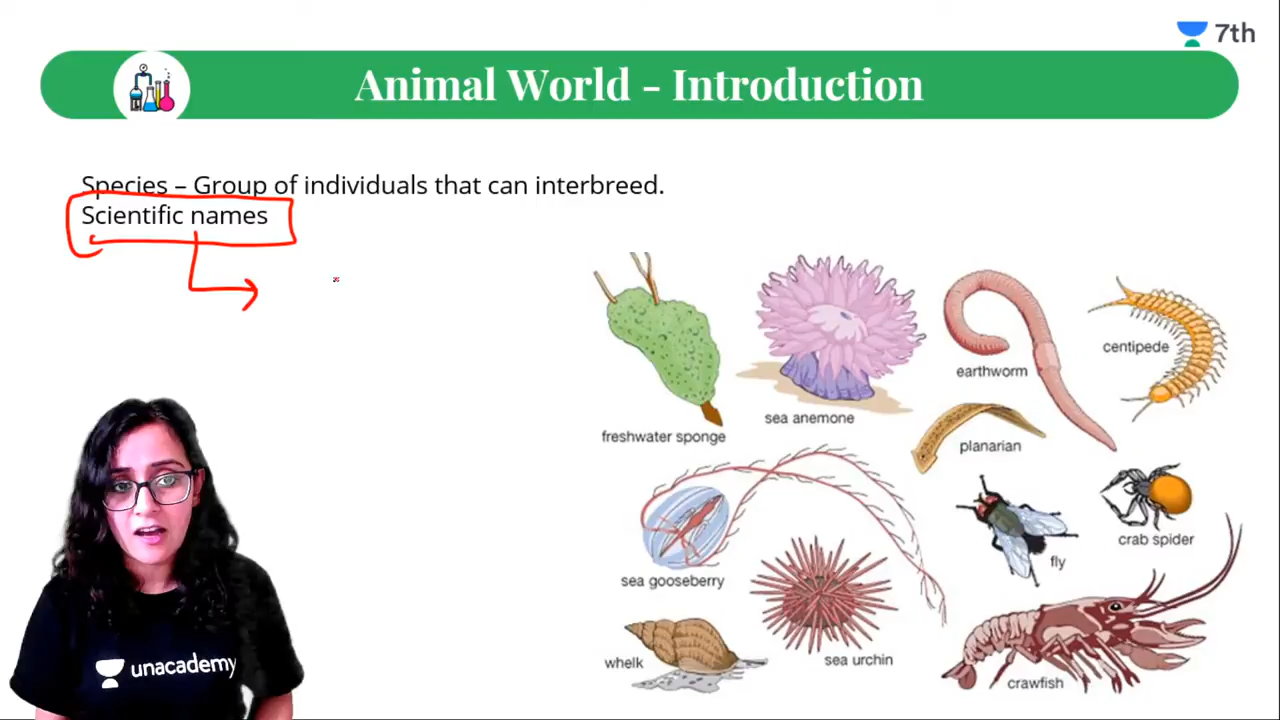 7th
Animal World - Introduction
Species – Group of individuals that can interbreed.
Scientific names
freshwater sponge
sea anemone
earthworm
centipede
planarian
crab spider
fly
sea gooseberry
sea urchin
whelk
crawfish
unacademy